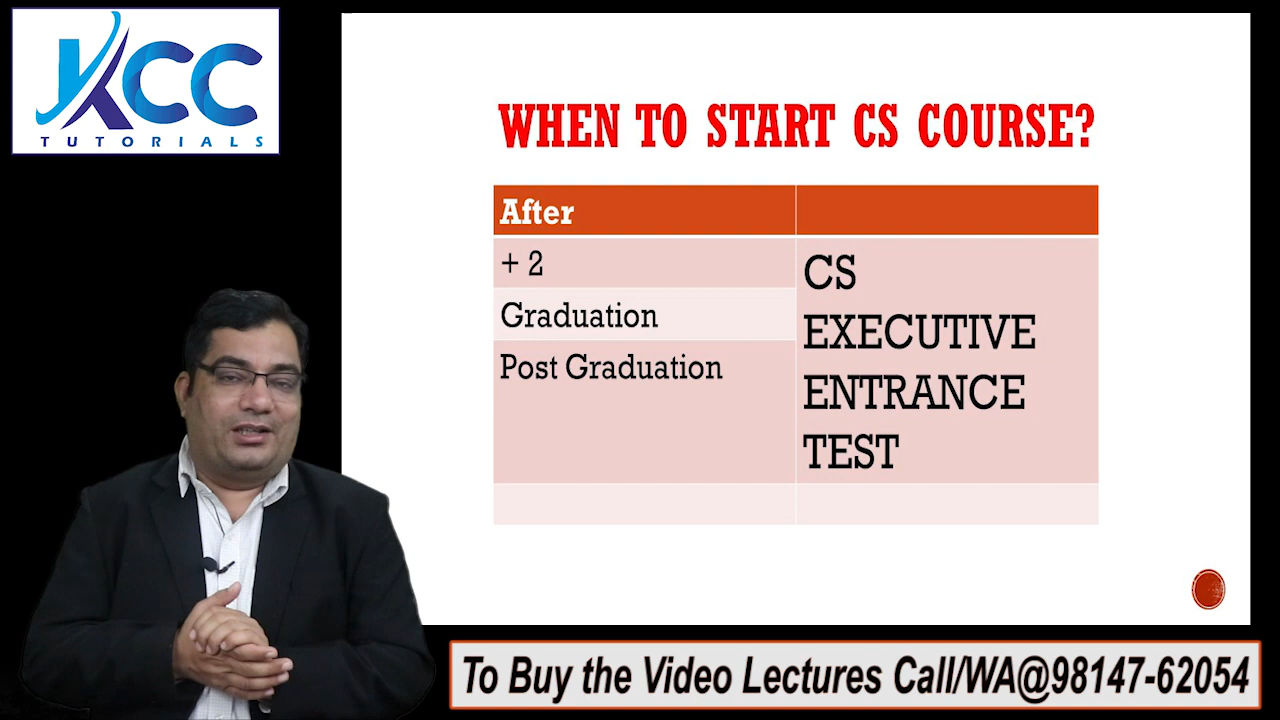 KCC
TUTORIALS
WHEN TO START CS COURSE?
After
+ 2
Graduation
Post Graduation
CS
EXECUTIVE
ENTRANCE
TEST
To Buy the Video Lectures Call/WA@98147-62054